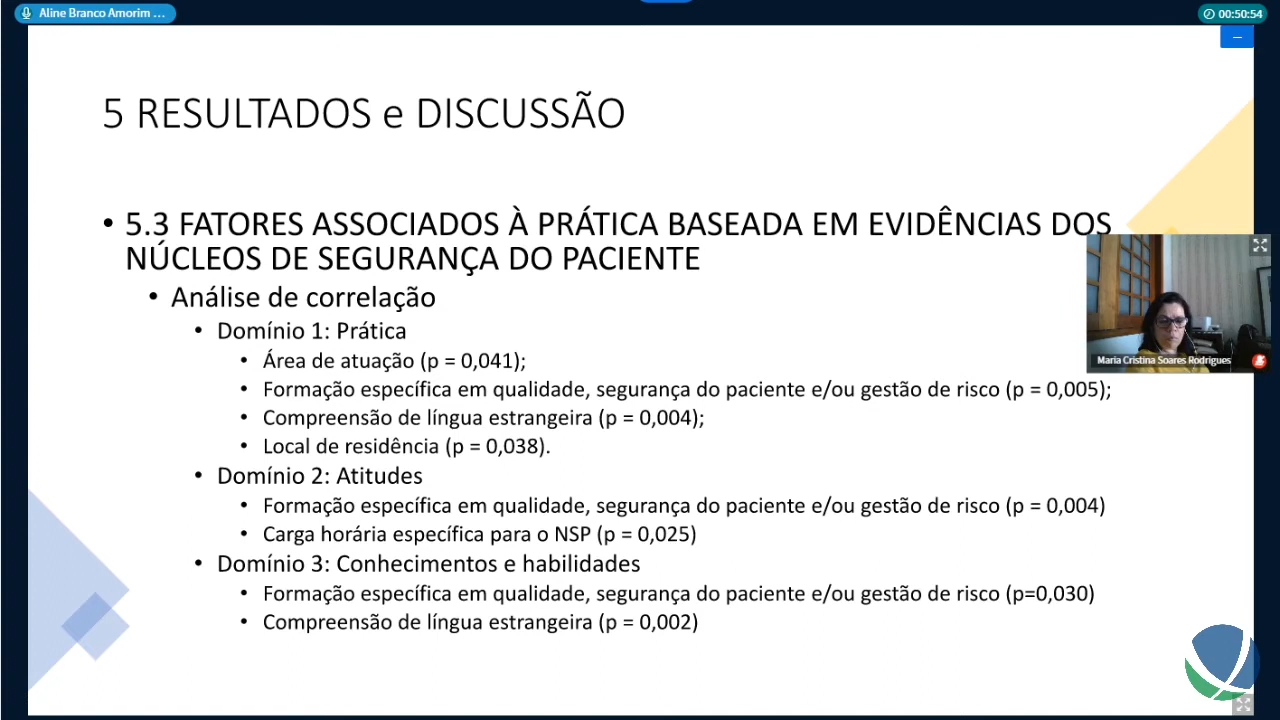 Aline Branco Amorim ...
00:50:54
5 RESULTADOS e DISCUSSÃO
• 5.3 FATORES ASSOCIADOS À PRÁTICA BASEADA EM EVIDÊNCIAS DOS
NÚCLEOS DE SEGURANÇA DO PACIENTE
• Análise de correlação
• Domínio 1: Prática
• Área de atuação (p = 0,041);
• Formação específica em qualidade, segurança do paciente e/ou gestão de risco (p = 0,005);
• Compreensão de língua estrangeira (p = 0,004);
• Local de residência (p = 0,038).
• Domínio 2: Atitudes
• Formação específica em qualidade, segurança do paciente e/ou gestão de risco (p = 0,004)
• Carga horária específica para o NSP (p = 0,025)
• Domínio 3: Conhecimentos e habilidades
• Formação específica em qualidade, segurança do paciente e/ou gestão de risco (p=0,030)
• Compreensão de língua estrangeira (p = 0,002)
Maria Cristina Soares Rodrigues